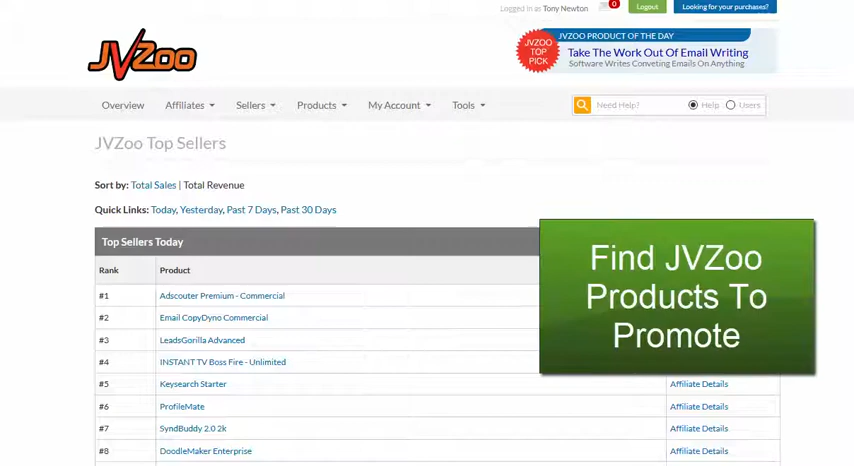 Logged in as Tony Newton 0 Logout Looking for your purchases?
JVZoo
JVZOO TOP PICK
JVZOO PRODUCT OF THE DAY
Take The Work Out Of Email Writing
Software Writes Conveting Emails On Anything
Overview Affiliates Sellers Products My Account Tools Need Help? Help Users
JVZoo Top Sellers
Sort by: Total Sales | Total Revenue
Quick Links: Today, Yesterday, Past 7 Days, Past 30 Days
Top Sellers Today
Rank Product
#1 Adscouter Premium - Commercial
#2 Email CopyDyno Commercial
#3 LeadsGorilla Advanced
#4 INSTANT TV Boss Fire - Unlimited
#5 Keysearch Starter Affiliate Details
#6 ProfileMate Affiliate Details
#7 SyndBuddy 2.0 2k Affiliate Details
#8 DoodleMaker Enterprise Affiliate Details
Find JVZoo
Products To
Promote